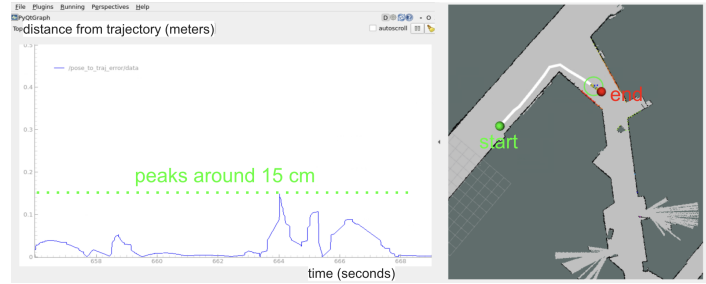 File Plugins Running Perspectives Help
PyQtGraph
D
- O
Top distance from trajectory (meters)
autoscroll
0.5
/pose_to_traj_error/data
0.4
0.3
peaks around 15 cm
0.2
0.1
0
658
660
662
664
666
668
time (seconds)
start
end